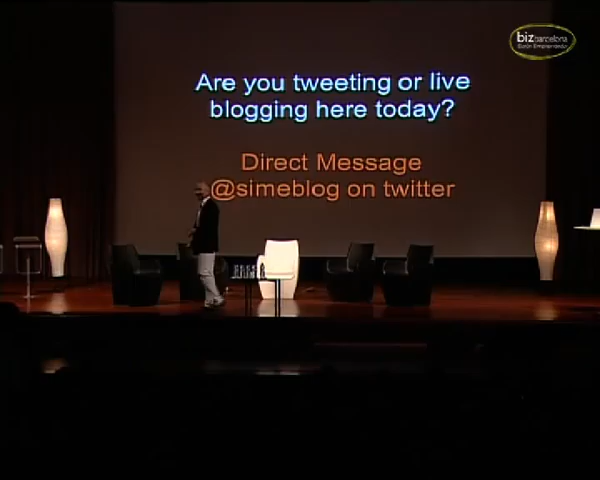 biz barcelona
Are you tweeting or live
blogging here today?
Direct Message
@simeblog on twitter